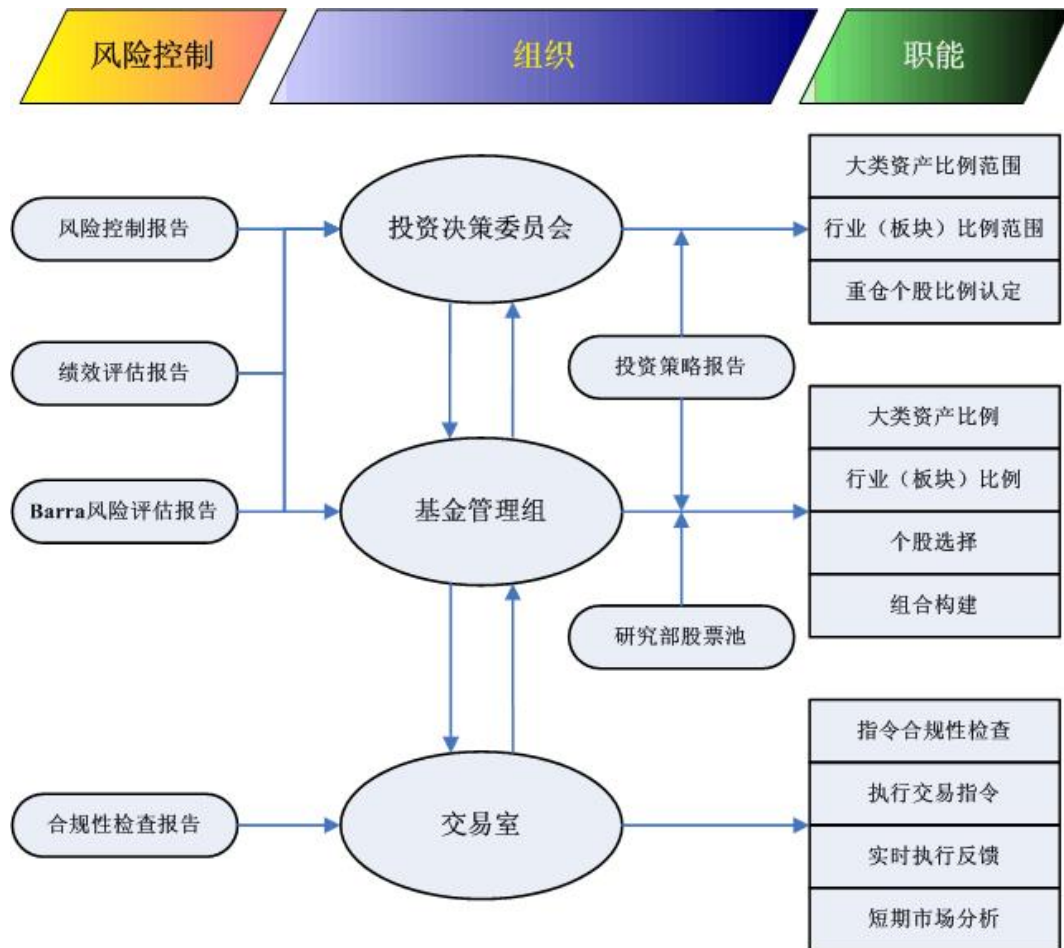 风险控制
组织
职能
风险控制报告
绩效评估报告
Barra风险评估报告
合规性检查报告
投资决策委员会
基金管理组
交易室
投资策略报告
研究部股票池
大类资产比例范围
行业（板块）比例范围
重仓个股比例认定
大类资产比例
行业（板块）比例
个股选择
组合构建
指令合规性检查
执行交易指令
实时执行反馈
短期市场分析